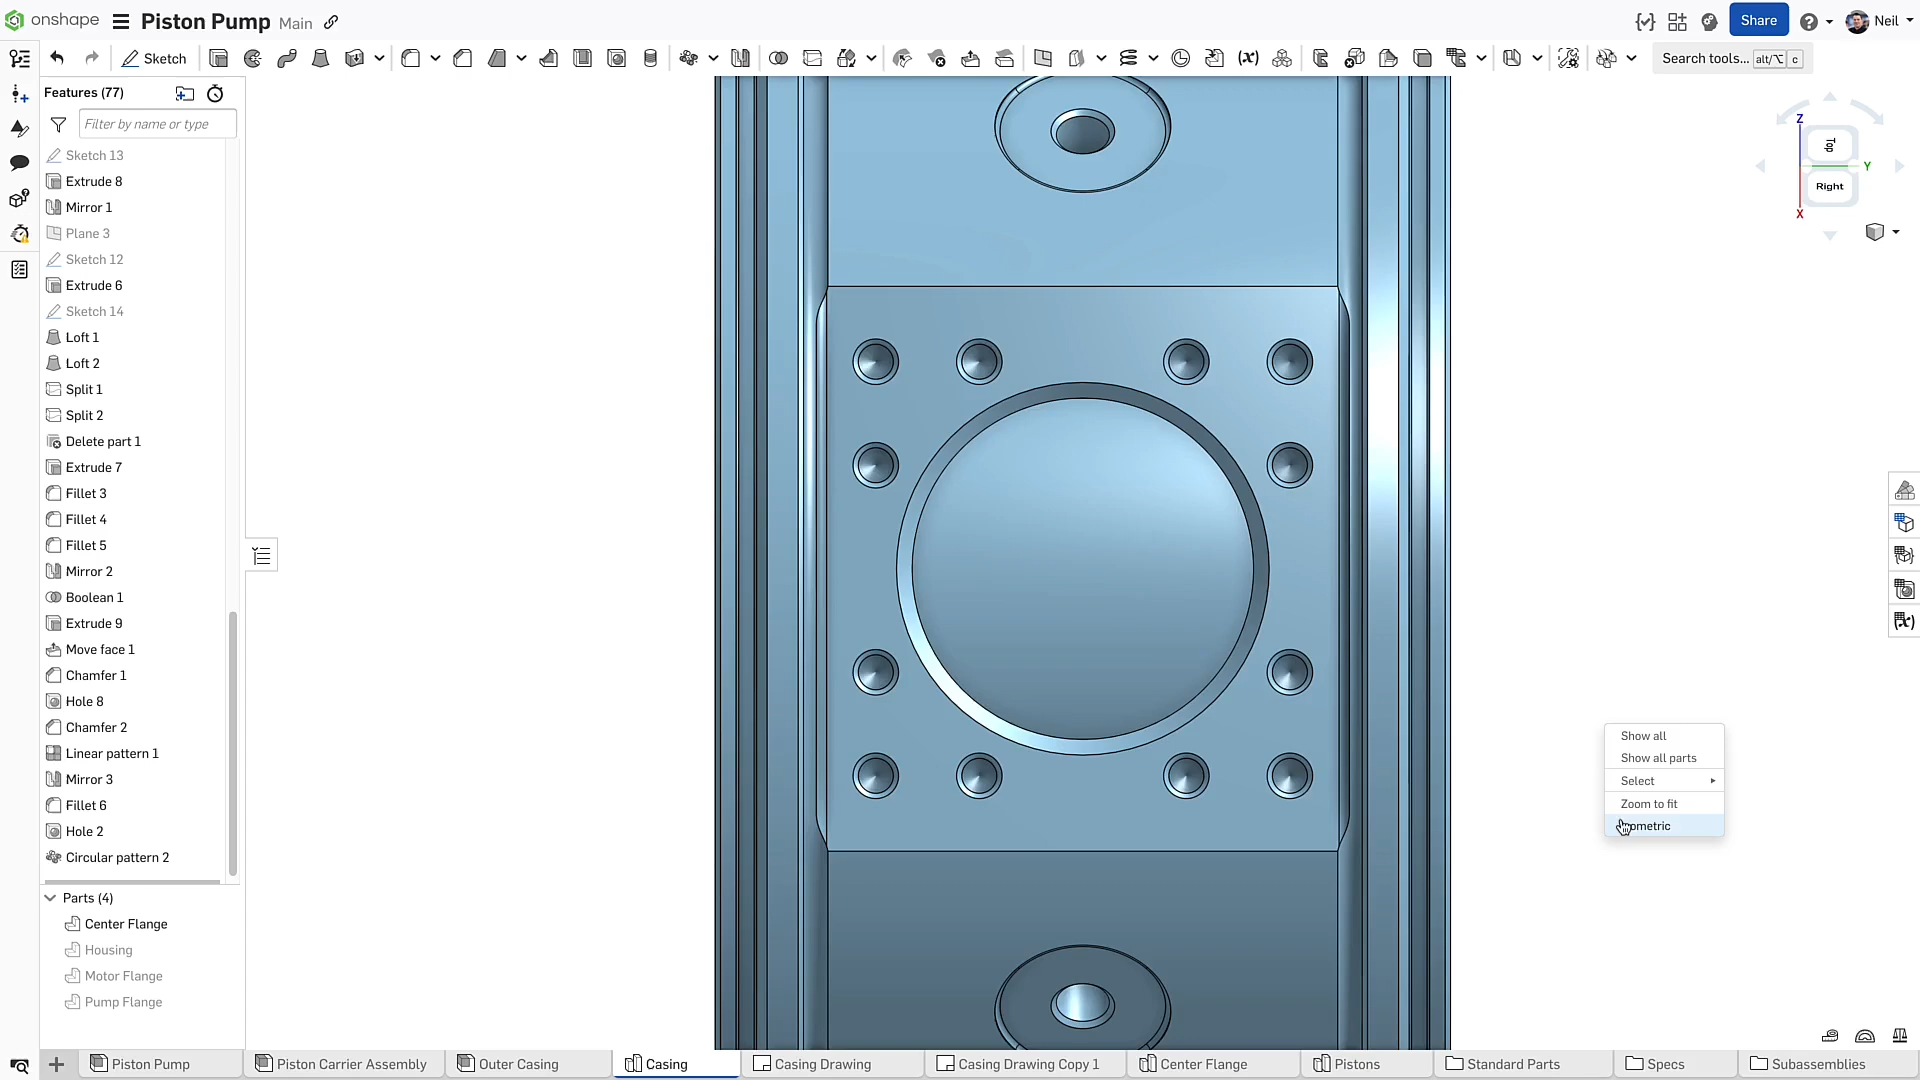 onshape
Piston Pump Main
Share
Neil
Sketch
Search tools... alt/⌥ c
Features (77)
Filter by name or type
Sketch 13
Extrude 8
Mirror 1
Plane 3
Sketch 12
Extrude 6
Sketch 14
Loft 1
Loft 2
Split 1
Split 2
Delete part 1
Extrude 7
Fillet 3
Fillet 4
Fillet 5
Mirror 2
Boolean 1
Extrude 9
Move face 1
Chamfer 1
Hole 8
Chamfer 2
Linear pattern 1
Mirror 3
Fillet 6
Hole 2
Circular pattern 2
Parts (4)
Center Flange
Housing
Motor Flange
Pump Flange
Z
Top
Y
Right
X
Show all
Show all parts
Select
Zoom to fit
ometric
Piston Pump
Piston Carrier Assembly
Outer Casing
Casing
Casing Drawing
Casing Drawing Copy 1
Center Flange
Pistons
Standard Parts
Specs
Subassemblies